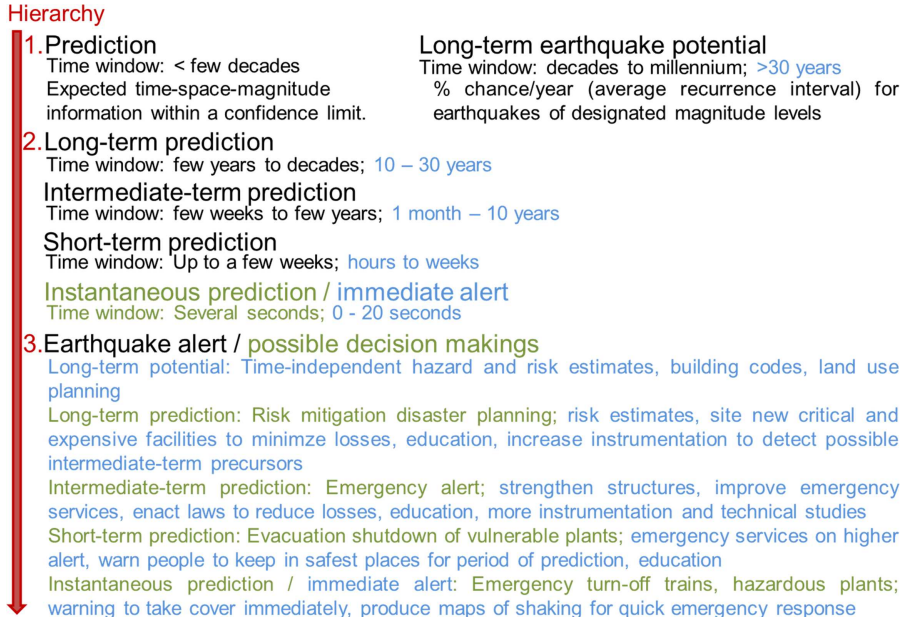 Hierarchy
1.Prediction
Time window: < few decades
Expected time-space-magnitude
information within a confidence limit.
Long-term earthquake potential
Time window: decades to millennium; >30 years
% chance/year (average recurrence interval) for
earthquakes of designated magnitude levels
2.Long-term prediction
Time window: few years to decades; 10 – 30 years
Intermediate-term prediction
Time window: few weeks to few years; 1 month – 10 years
Short-term prediction
Time window: Up to a few weeks; hours to weeks
Instantaneous prediction / immediate alert
Time window: Several seconds; 0 - 20 seconds
3.Earthquake alert / possible decision makings
Long-term potential: Time-independent hazard and risk estimates, building codes, land use
planning
Long-term prediction: Risk mitigation disaster planning; risk estimates, site new critical and
expensive facilities to minimze losses, education, increase instrumentation to detect possible
intermediate-term precursors
Intermediate-term prediction: Emergency alert; strengthen structures, improve emergency
services, enact laws to reduce losses, education, more instrumentation and technical studies
Short-term prediction: Evacuation shutdown of vulnerable plants; emergency services on higher
alert, warn people to keep in safest places for period of prediction, education
Instantaneous prediction / immediate alert: Emergency turn-off trains, hazardous plants;
warning to take cover immediately, produce maps of shaking for quick emergency response